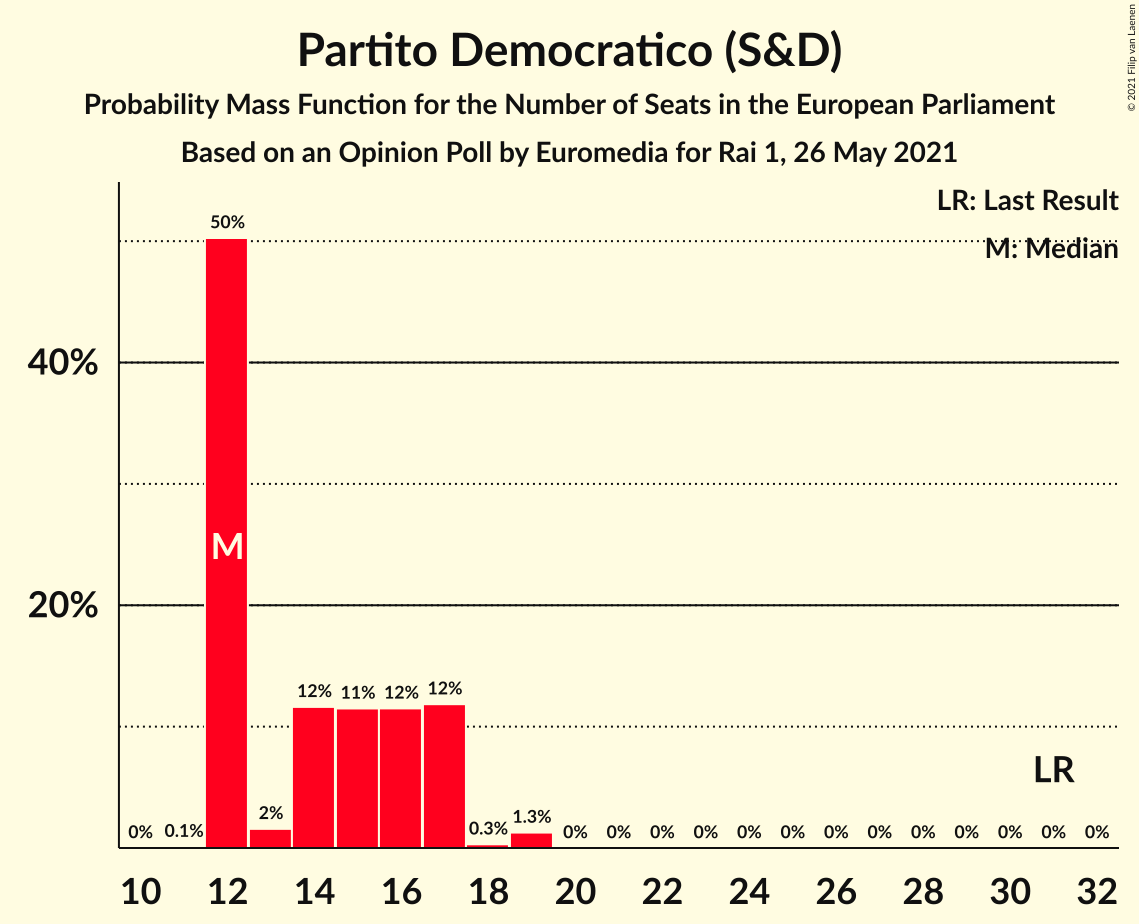 Partito Democratico (S&D)
Probability Mass Function for the Number of Seats in the European Parliament
Based on an Opinion Poll by Euromedia for Rai 1, 26 May 2021
© 2021 Filip van Laenen
LR: Last Result
M: Median
50%
40%
M
20%
12% 11% 12% 12%
LR
0% 0.1% 2% 0.3% 1.3% 0% 0% 0% 0% 0% 0% 0% 0% 0% 0% 0% 0% 0%
10 12 14 16 18 20 22 24 26 28 30 32